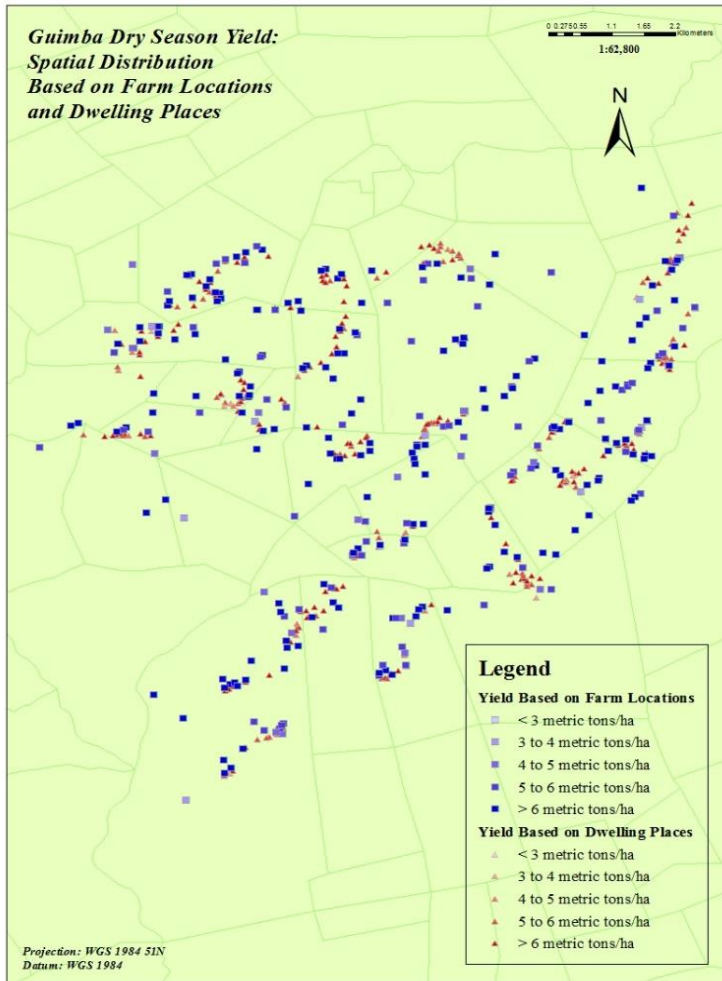 Guimba Dry Season Yield:
Spatial Distribution
Based on Farm Locations
and Dwelling Places
0 0.275 0.55 1.1 1.65 2.2
Kilometers
1:62,800
N
Legend
Yield Based on Farm Locations
< 3 metric tons/ha
3 to 4 metric tons/ha
4 to 5 metric tons/ha
5 to 6 metric tons/ha
> 6 metric tons/ha
Yield Based on Dwelling Places
< 3 metric tons/ha
3 to 4 metric tons/ha
4 to 5 metric tons/ha
5 to 6 metric tons/ha
> 6 metric tons/ha
Projection: WGS 1984 51N
Datum: WGS 1984